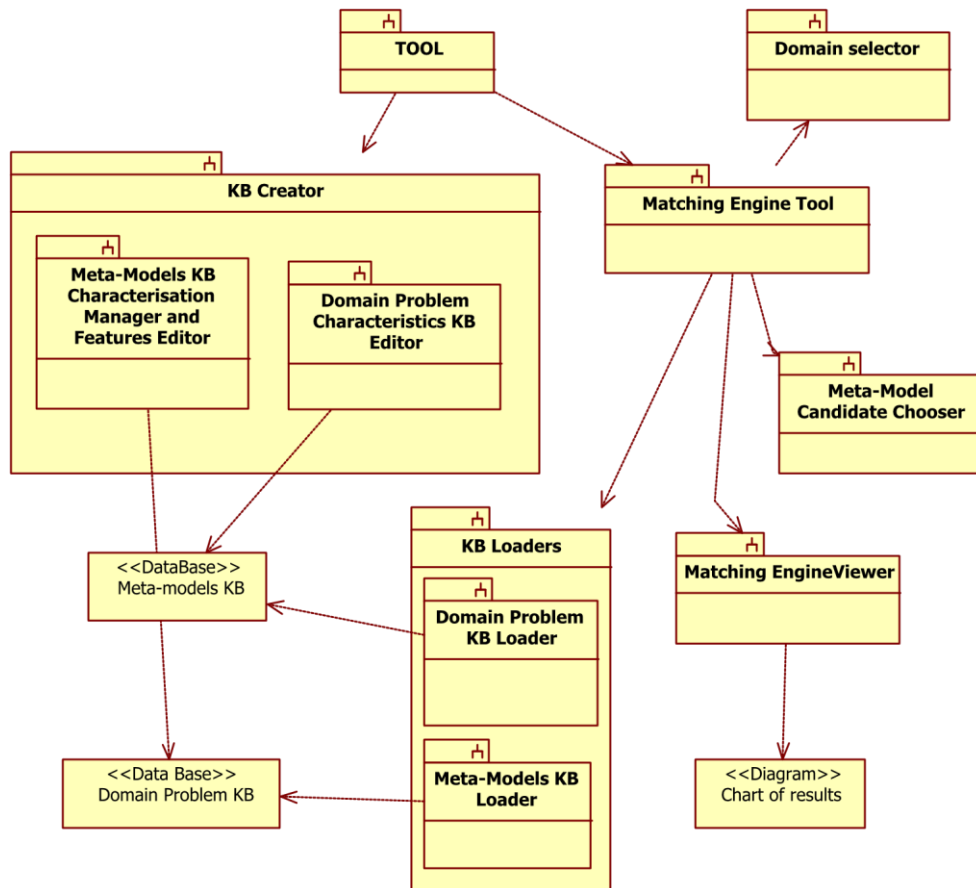 TOOL
Domain selector
KB Creator
Matching Engine Tool
Meta-Models KB
Characterisation
Manager and
Features Editor
Domain Problem
Characteristics KB
Editor
Meta-Model
Candidate Chooser
<<DataBase>>
Meta-models KB
KB Loaders
Matching EngineViewer
Domain Problem
KB Loader
<<Data Base>>
Domain Problem KB
Meta-Models KB
Loader
<<Diagram>>
Chart of results